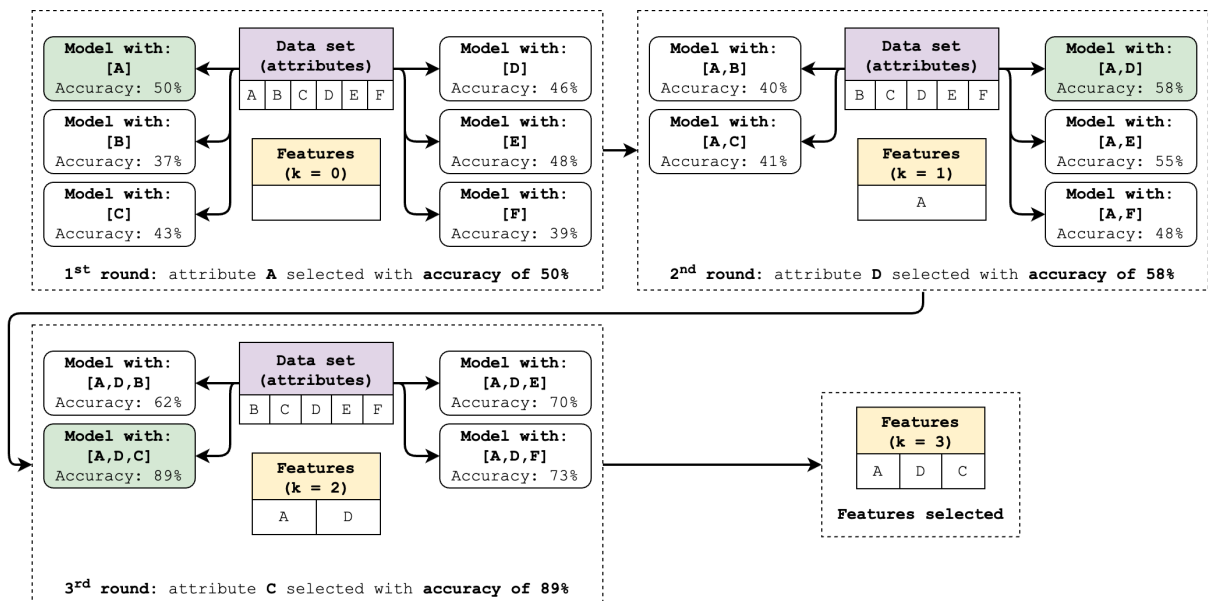 Model with:
[A]
Accuracy: 50%
Model with:
[B]
Accuracy: 37%
Model with:
[C]
Accuracy: 43%
Data set
(attributes)
A B C D E F
Features
(k = 0)
Model with:
[D]
Accuracy: 46%
Model with:
[E]
Accuracy: 48%
Model with:
[F]
Accuracy: 39%
1st round: attribute A selected with accuracy of 50%
Model with:
[A,B]
Accuracy: 40%
Model with:
[A,C]
Accuracy: 41%
Data set
(attributes)
B C D E F
Features
(k = 1)
A
Model with:
[A,D]
Accuracy: 58%
Model with:
[A,E]
Accuracy: 55%
Model with:
[A,F]
Accuracy: 48%
2nd round: attribute D selected with accuracy of 58%
Model with:
[A,D,B]
Accuracy: 62%
Model with:
[A,D,C]
Accuracy: 89%
Data set
(attributes)
B C D E F
Features
(k = 2)
A D
Model with:
[A,D,E]
Accuracy: 70%
Model with:
[A,D,F]
Accuracy: 73%
3rd round: attribute C selected with accuracy of 89%
Features
(k = 3)
A D C
Features selected